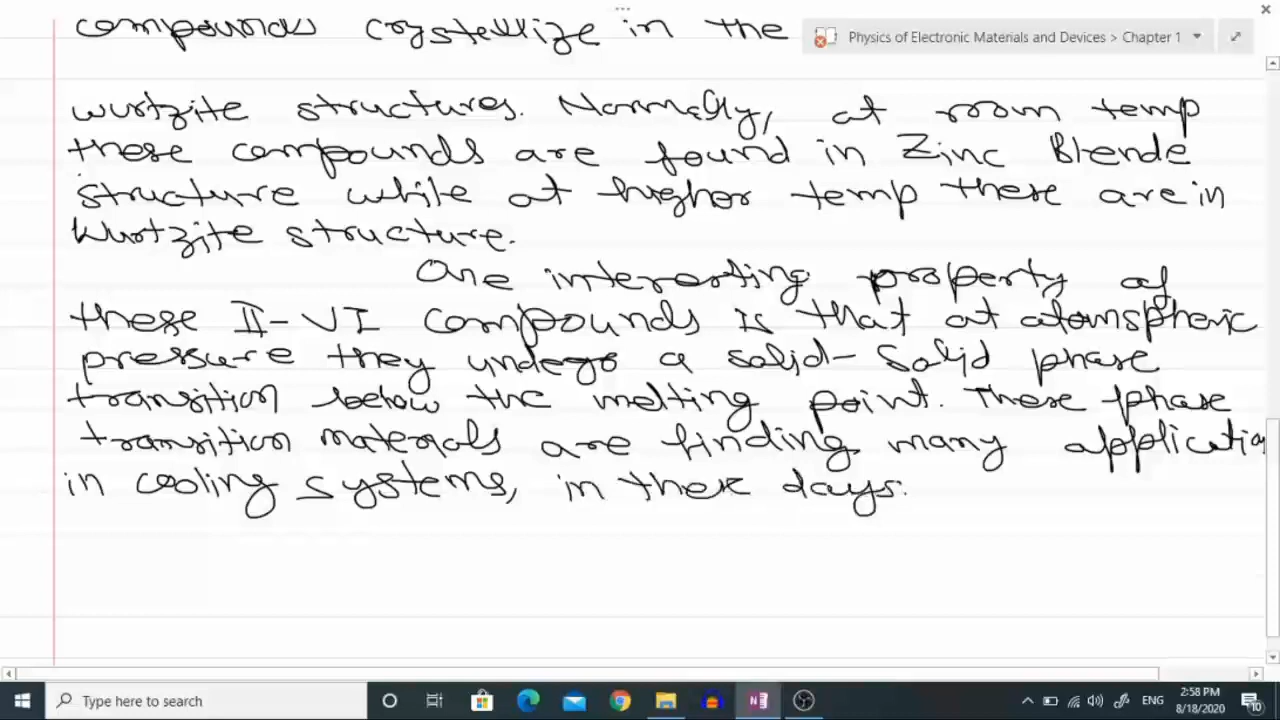 compounds crystellize in the
Physics of Electronic Materials and Devices > Chapter 1
wurtzite structures. Normally, at room temp
these compounds are found in Zinc Blende
structure while at higher temp these are in
Wurtzite structure.
One interesting property of
these II-VI compounds is that at atomspheric
pressure they undego a solid-solid phase
transition below the melting point. These phase
transition materials are finding many applicatio
in cooling systems, in these days.
Type here to search
ENG
2:58 PM
8/18/2020
10